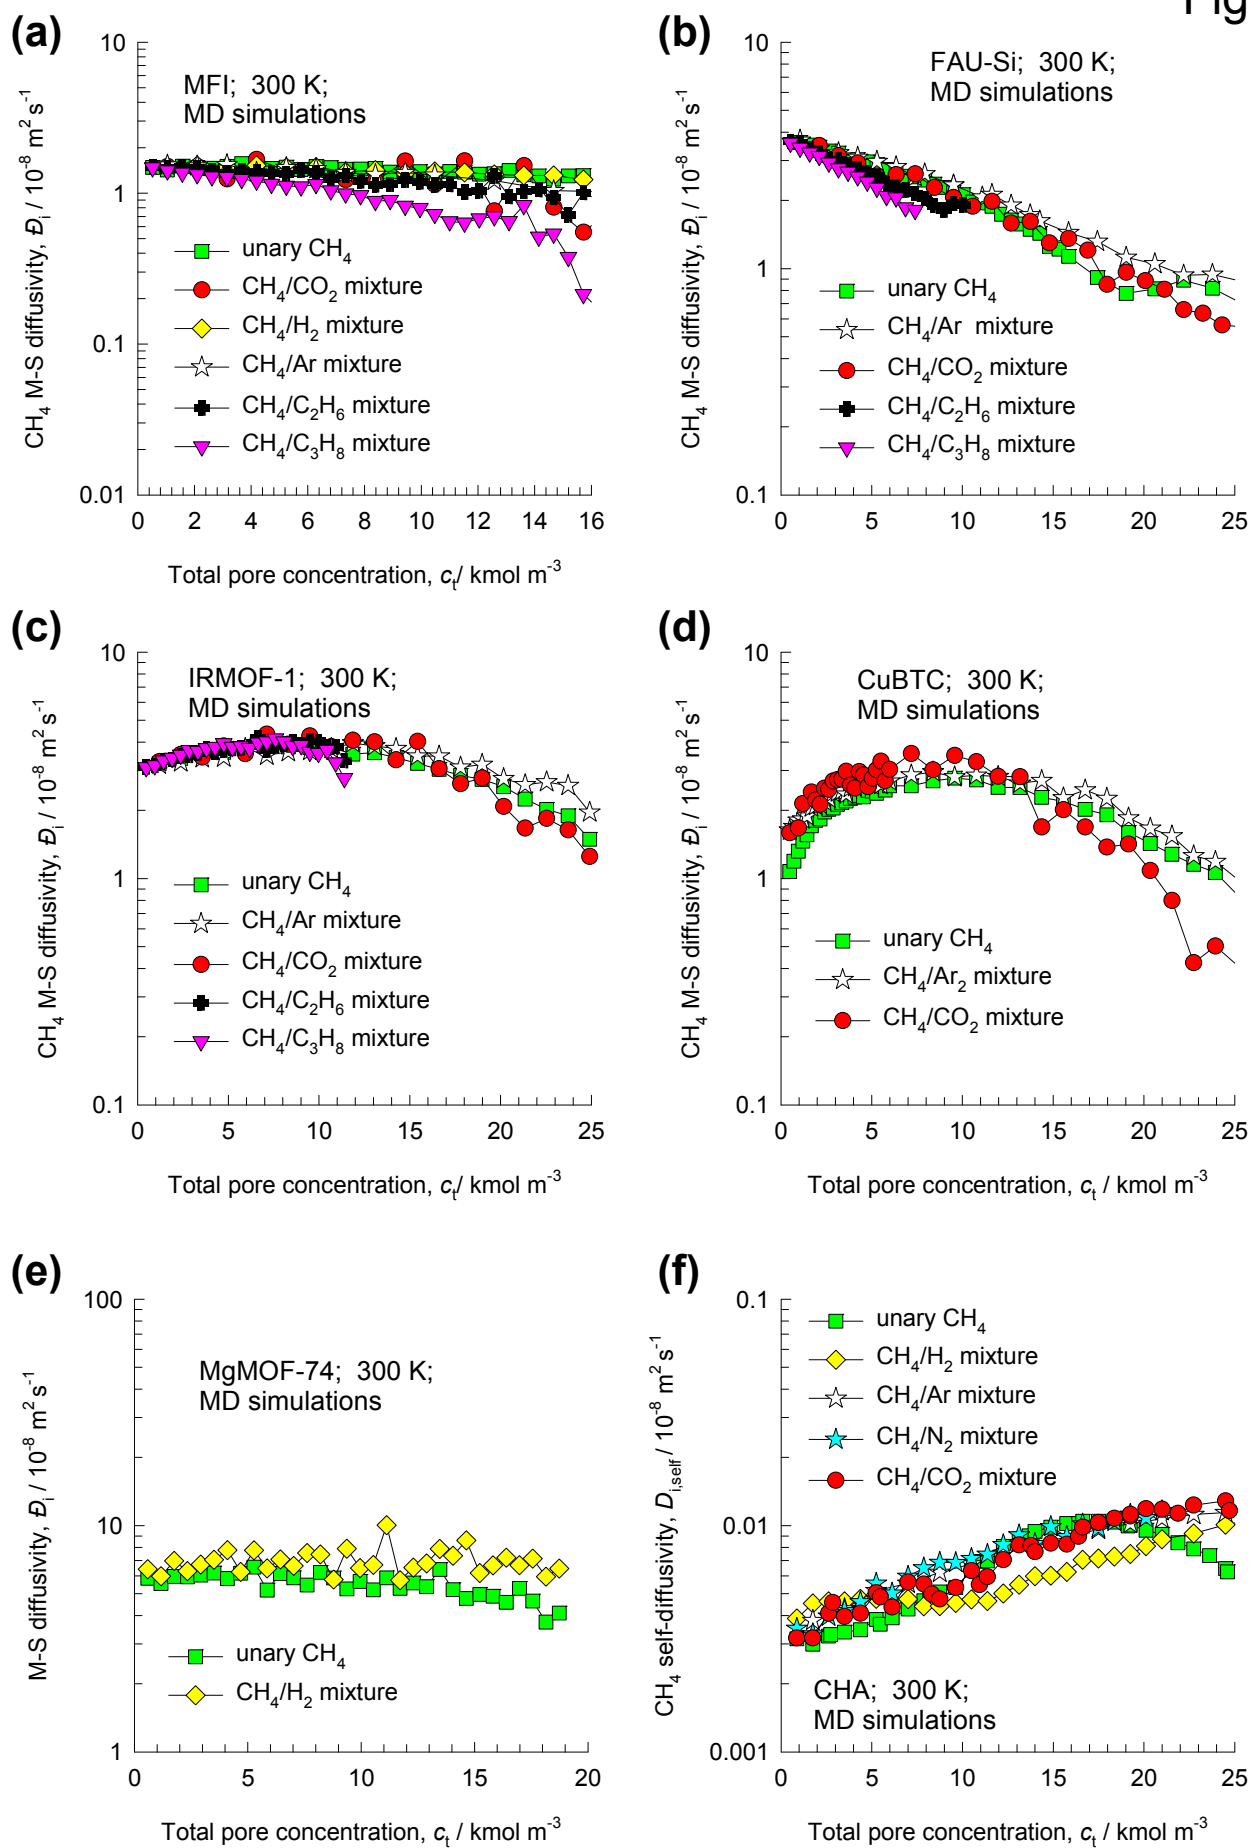 Fig
(a)
10
1
0.1
0.01
CH4 M-S diffusivity, Đi / 10-8 m2 s-1
MFI; 300 K;
MD simulations
unary CH4
CH4/CO2 mixture
CH4/H2 mixture
CH4/Ar mixture
CH4/C2H6 mixture
CH4/C3H8 mixture
0 2 4 6 8 10 12 14 16
Total pore concentration, ct/ kmol m-3
(b)
10
1
0.1
CH4 M-S diffusivity, Đi / 10-8 m2 s-1
FAU-Si; 300 K;
MD simulations
unary CH4
CH4/Ar mixture
CH4/CO2 mixture
CH4/C2H6 mixture
CH4/C3H8 mixture
0 5 10 15 20 25
Total pore concentration, ct / kmol m-3
(c)
10
1
0.1
CH4 M-S diffusivity, Đi / 10-8 m2 s-1
IRMOF-1; 300 K;
MD simulations
unary CH4
CH4/Ar mixture
CH4/CO2 mixture
CH4/C2H6 mixture
CH4/C3H8 mixture
0 5 10 15 20 25
Total pore concentration, ct/ kmol m-3
(d)
10
1
0.1
CH4 M-S diffusivity, Đi / 10-8 m2 s-1
CuBTC; 300 K;
MD simulations
unary CH4
CH4/Ar2 mixture
CH4/CO2 mixture
0 5 10 15 20 25
Total pore concentration, ct / kmol m-3
(e)
100
10
1
M-S diffusivity, Đi / 10-8 m2 s-1
MgMOF-74; 300 K;
MD simulations
unary CH4
CH4/H2 mixture
0 5 10 15 20
Total pore concentration, ct / kmol m-3
(f)
0.1
0.01
0.001
CH4 self-diffusivity, Di,self / 10-8 m2 s-1
unary CH4
CH4/H2 mixture
CH4/Ar mixture
CH4/N2 mixture
CH4/CO2 mixture
CHA; 300 K;
MD simulations
0 5 10 15 20 25
Total pore concentration, ct / kmol m-3